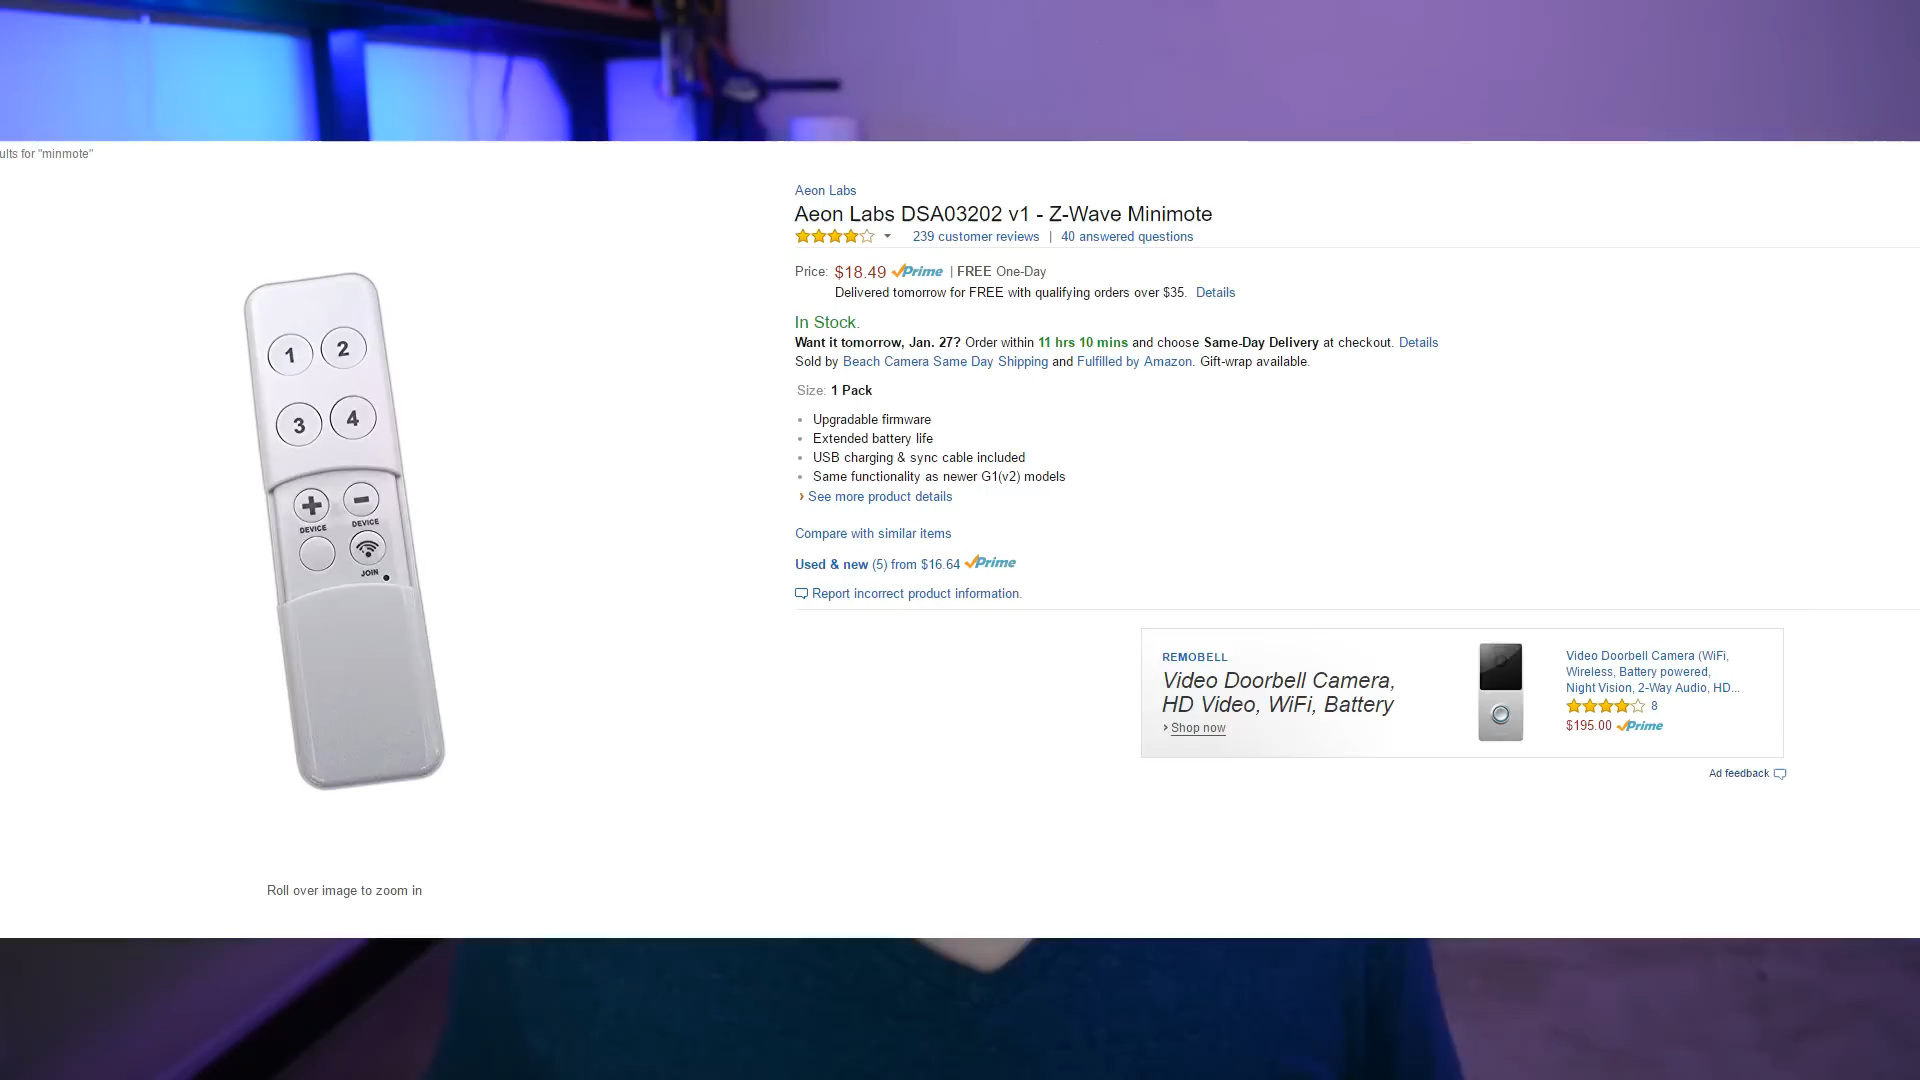 ults for "minmote"
Aeon Labs
Aeon Labs DSA03202 v1 - Z-Wave Minimote
239 customer reviews | 40 answered questions
Price: $18.49 Prime | FREE One-Day
Delivered tomorrow for FREE with qualifying orders over $35. Details
In Stock.
Want it tomorrow, Jan. 27? Order within 11 hrs 10 mins and choose Same-Day Delivery at checkout. Details
Sold by Beach Camera Same Day Shipping and Fulfilled by Amazon. Gift-wrap available.
Size: 1 Pack
Upgradable firmware
Extended battery life
USB charging & sync cable included
Same functionality as newer G1(v2) models
› See more product details
Compare with similar items
Used & new (5) from $16.64 Prime
Report incorrect product information.
1 2
3 4
+ -
DEVICE DEVICE
JOIN
Roll over image to zoom in
REMOBELL
Video Doorbell Camera,
HD Video, WiFi, Battery
› Shop now
Video Doorbell Camera (WiFi,
Wireless, Battery powered,
Night Vision, 2-Way Audio, HD...
8
$195.00 Prime
Ad feedback